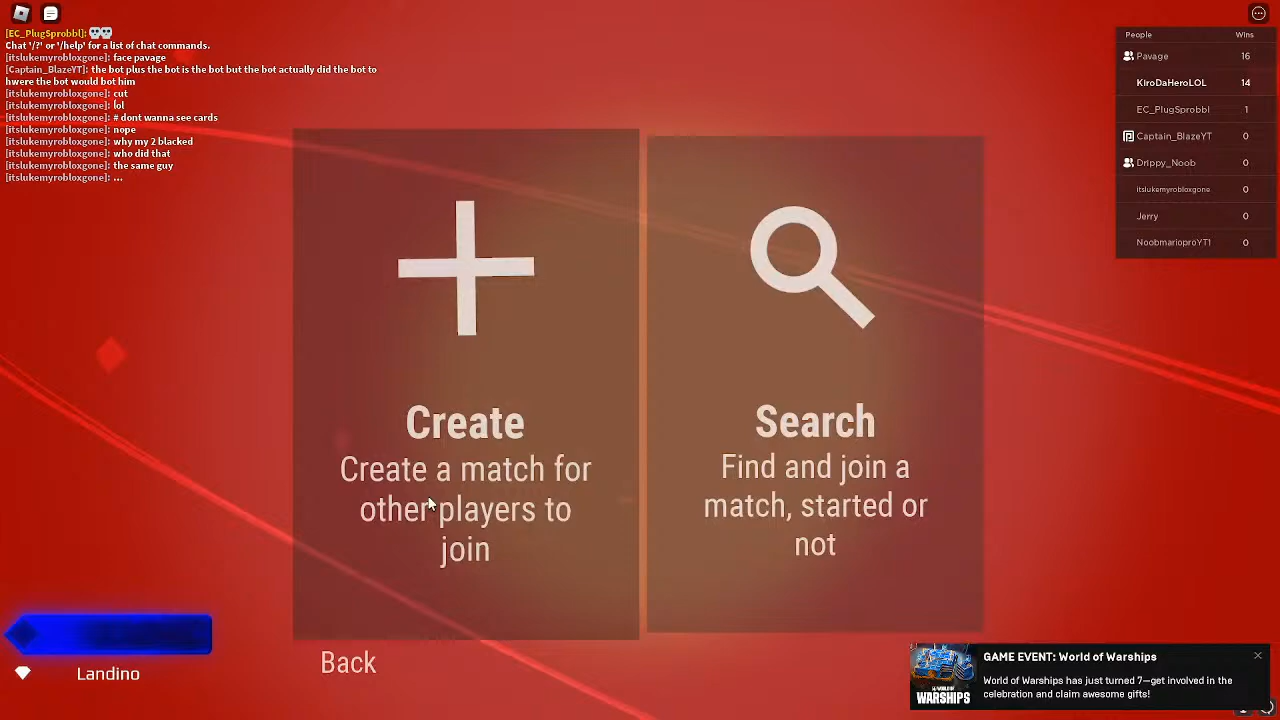 [EC_PlugSprobbl]: 💀💀
Chat '/?' or '/help' for a list of chat commands.
[itslukemyrobloxgone]: face pavage
[Captain_BlazeYT]: the bot plus the bot is the bot but the bot actually did the bot to
hwere the bot would bot him
[itslukemyrobloxgone]: cut
[itslukemyrobloxgone]: lol
[itslukemyrobloxgone]: # dont wanna see cards
[itslukemyrobloxgone]: nope
[itslukemyrobloxgone]: why my 2 blacked
[itslukemyrobloxgone]: who did that
[itslukemyrobloxgone]: the same guy
[itslukemyrobloxgone]: ...
People Wins
Pavage 16
KiroDaHeroLOL 14
EC_PlugSprobbl 1
Captain_BlazeYT 0
Drippy_Noob 0
itslukemyrobloxgone 0
Jerry 0
NoobmarioproYT1 0
Create
Create a match for
other players to
join
Search
Find and join a
match, started or
not
Back
Landino
GAME EVENT: World of Warships
World of Warships has just turned 7—get involved in the
celebration and claim awesome gifts!
WORLD OF
WARSHIPS